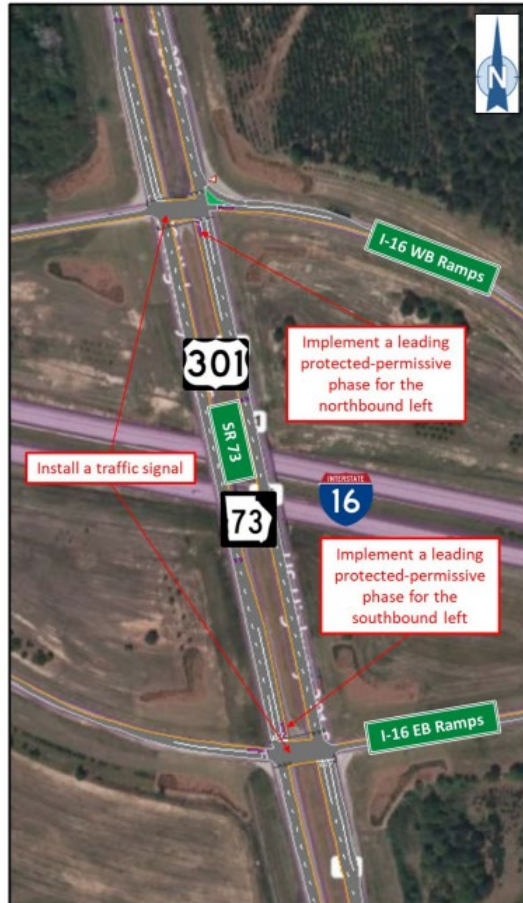 N
I-16 WB Ramps
Implement a leading
protected-permissive
phase for the
northbound left
301
SR 73
Install a traffic signal
INTERSTATE
16
73
Implement a leading
protected-permissive
phase for the
southbound left
I-16 EB Ramps